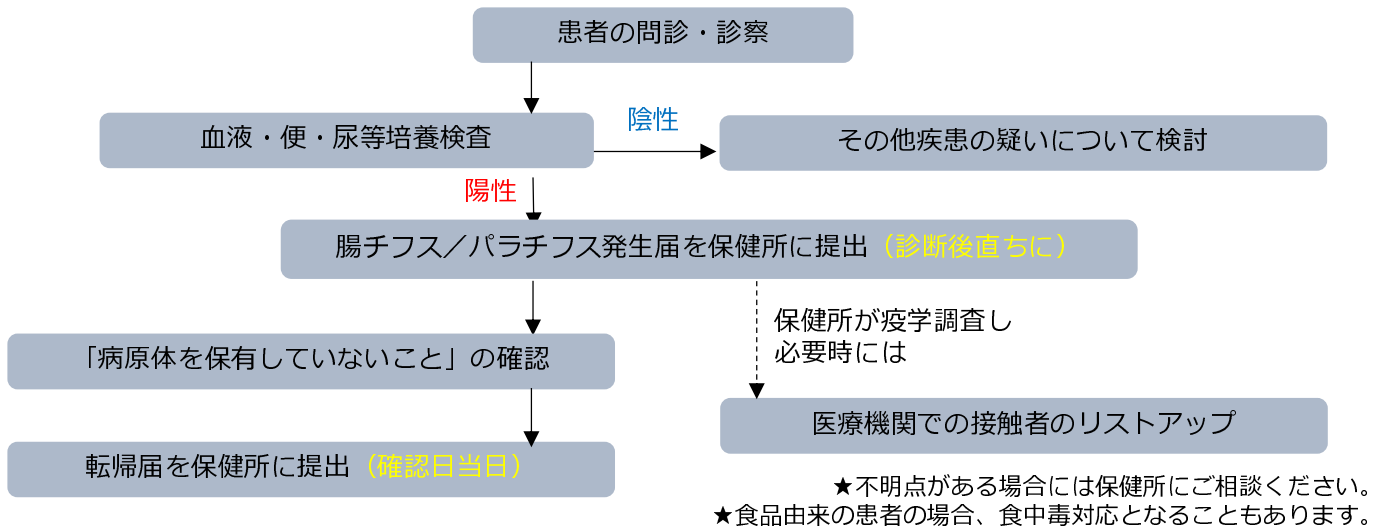 患者の問診・診察
血液・便・尿等培養検査
陰性
その他疾患の疑いについて検討
陽性
腸チフス／パラチフス発生届を保健所に提出（診断後直ちに）
保健所が疫学調査し
必要時には
「病原体を保有していないこと」の確認
医療機関での接触者のリストアップ
転帰届を保健所に提出（確認日当日）
★不明点がある場合には保健所にご相談ください。
★食品由来の患者の場合、食中毒対応となることもあります。